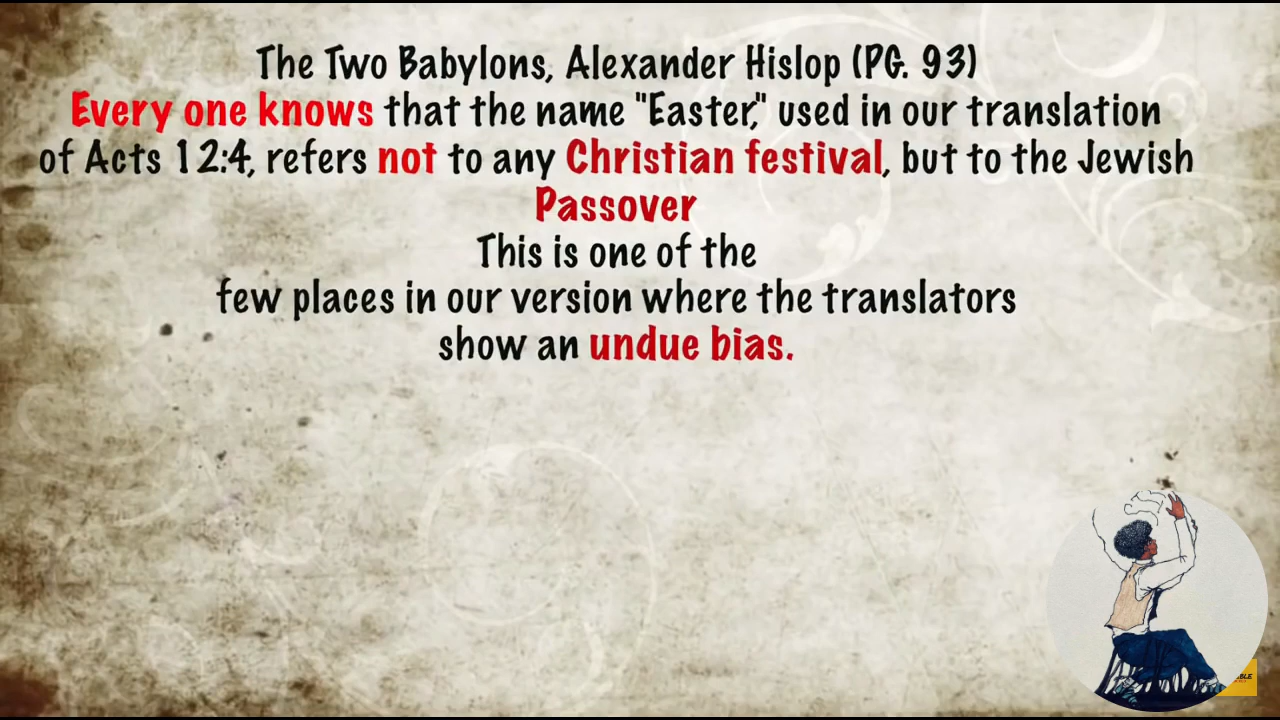 The Two Babylons, Alexander Hislop (PG. 93)
Every one knows that the name "Easter," used in our translation
of Acts 12:4, refers not to any Christian festival, but to the Jewish
Passover
This is one of the
few places in our version where the translators
show an undue bias.